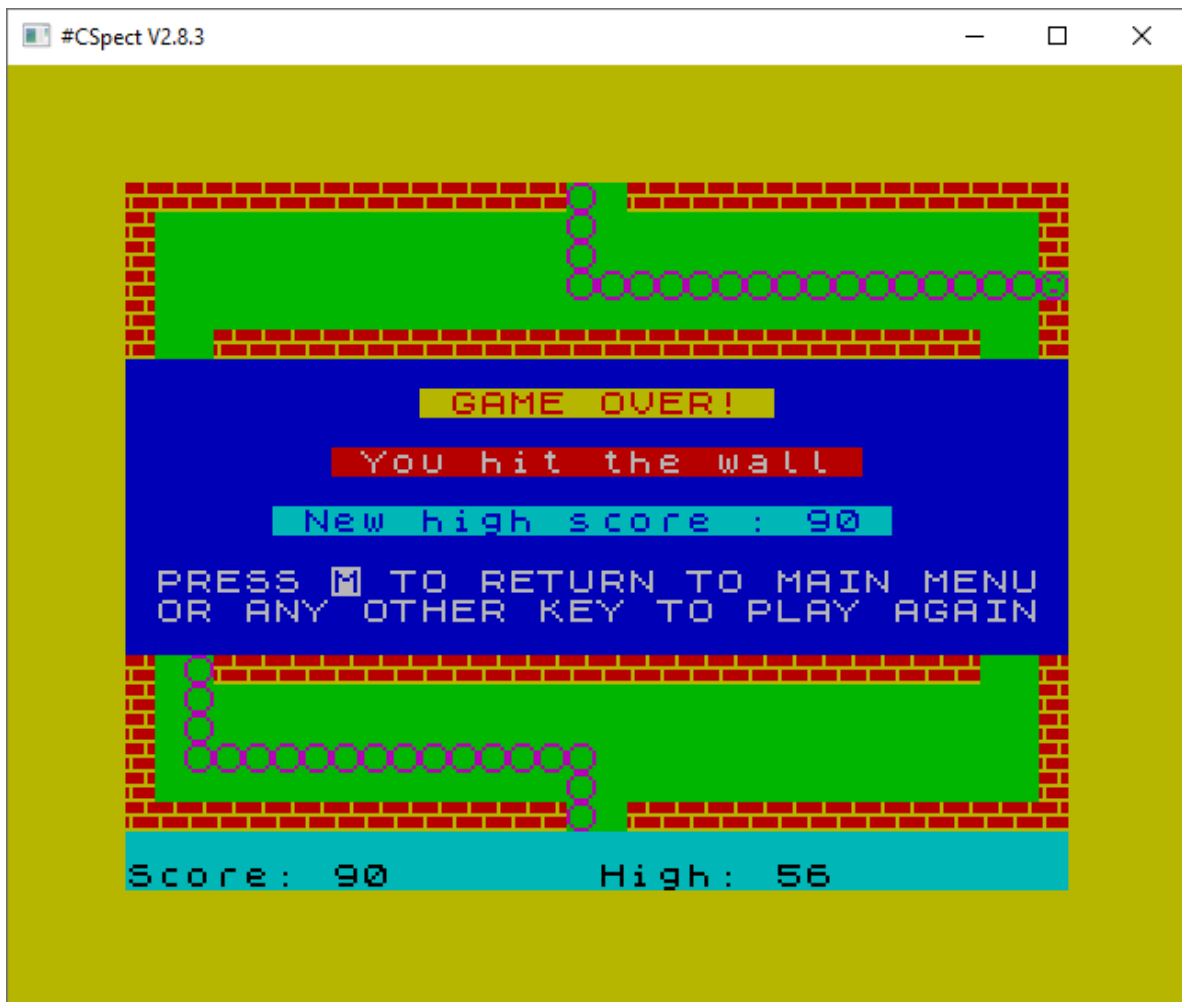 #CSpect V2.8.3
GAME OVER!
You hit the wall
New high score : 90
PRESS M TO RETURN TO MAIN MENU
OR ANY OTHER KEY TO PLAY AGAIN
Score: 90 High: 56